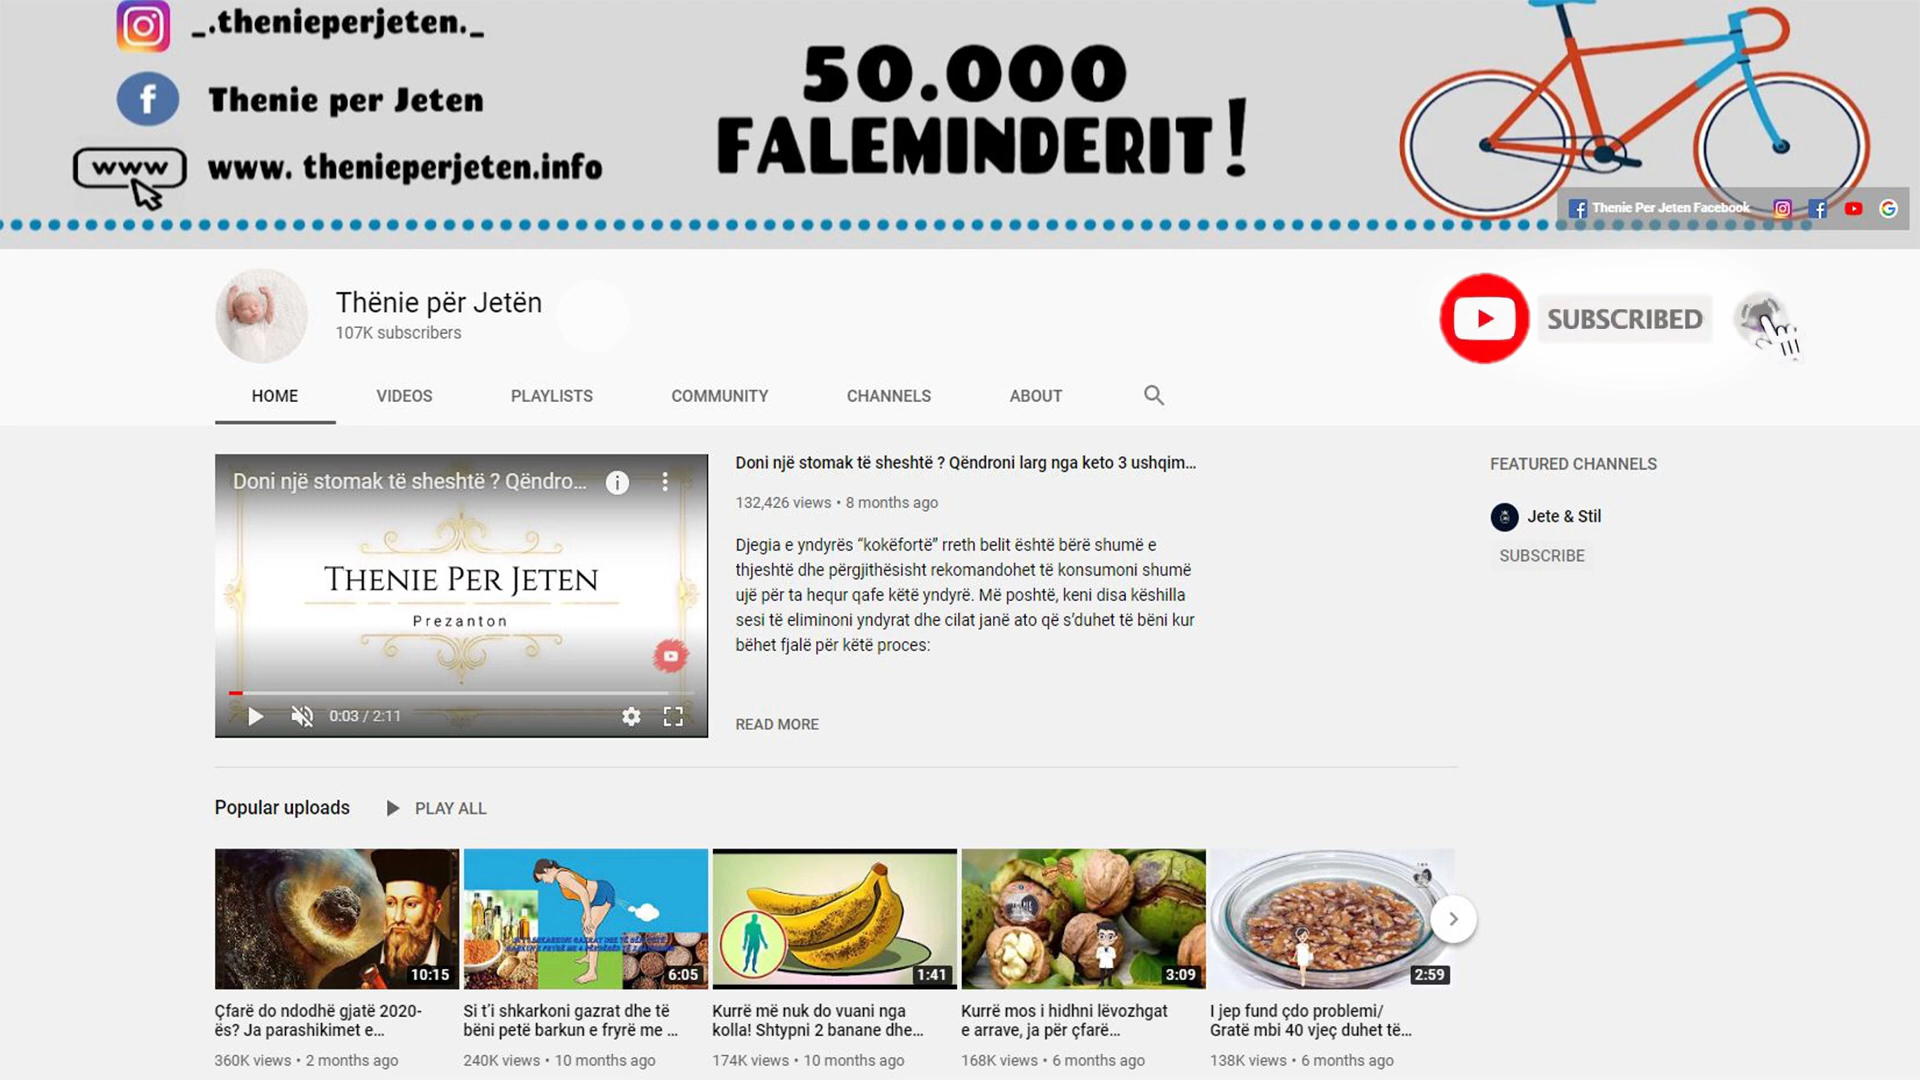 _.thenieperjeten._
Thenie per Jeten
www
www. thenieperjeten.info
50.000
FALEMINDERIT!
Thenie Per Jeten Facebook
Thënie për Jetën
107K subscribers
SUBSCRIBED
HOME
VIDEOS
PLAYLISTS
COMMUNITY
CHANNELS
ABOUT
Doni një stomak të sheshtë ? Qëndro...
THENIE PER JETEN
Prezanton
0:03 / 2:11
Doni një stomak të sheshtë ? Qëndroni larg nga keto 3 ushqim...
132,426 views • 8 months ago
Djegia e yndyrës “kokëfortë” rreth belit është bërë shumë e
thjeshtë dhe përgjithësisht rekomandohet të konsumoni shumë
ujë për ta hequr qafe këtë yndyrë. Më poshtë, keni disa këshilla
sesi të eliminoni yndyrat dhe cilat janë ato që s’duhet të bëni kur
bëhet fjalë për këtë proces:
READ MORE
FEATURED CHANNELS
Jete & Stil
SUBSCRIBE
Popular uploads
PLAY ALL
10:15
Çfarë do ndodhë gjatë 2020-
ës? Ja parashikimet e...
360K views • 2 months ago
6:05
Si t’i shkarkoni gazrat dhe të
bëni petë barkun e fryrë me ...
240K views • 10 months ago
1:41
Kurrë më nuk do vuani nga
kolla! Shtypni 2 banane dhe...
174K views • 10 months ago
3:09
Kurrë mos i hidhni lëvozhgat
e arrave, ja për çfarë...
168K views • 6 months ago
2:59
I jep fund çdo problemi/
Gratë mbi 40 vjeç duhet të...
138K views • 6 months ago